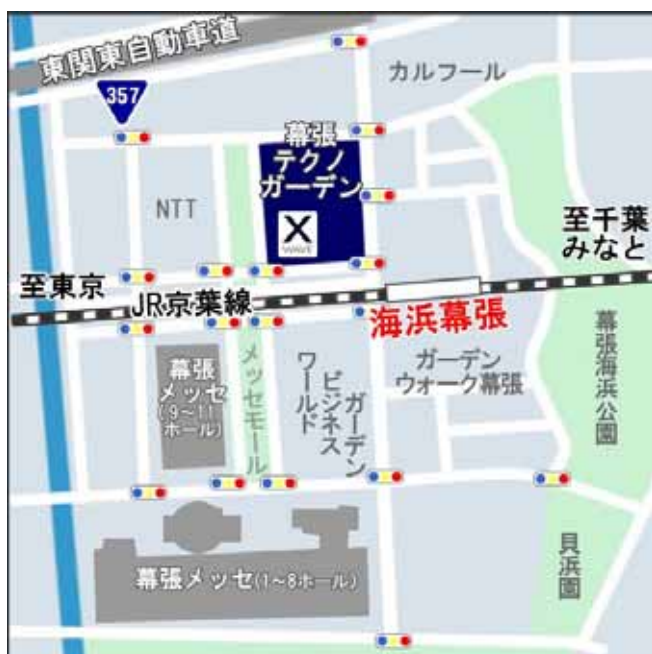 東関東自動車道
357
カルフール
幕張
テクノ
ガーデン
NTT
X
WAVE
至千葉
みなと
至東京
JR京葉線
海浜幕張
幕張
メッセ
(9~11
ホール)
メッセモール
ワールド
ビジネス
ガーデン
ガーデン
ウォーク幕張
幕張海浜公園
幕張メッセ(1~8ホール)
貝浜園